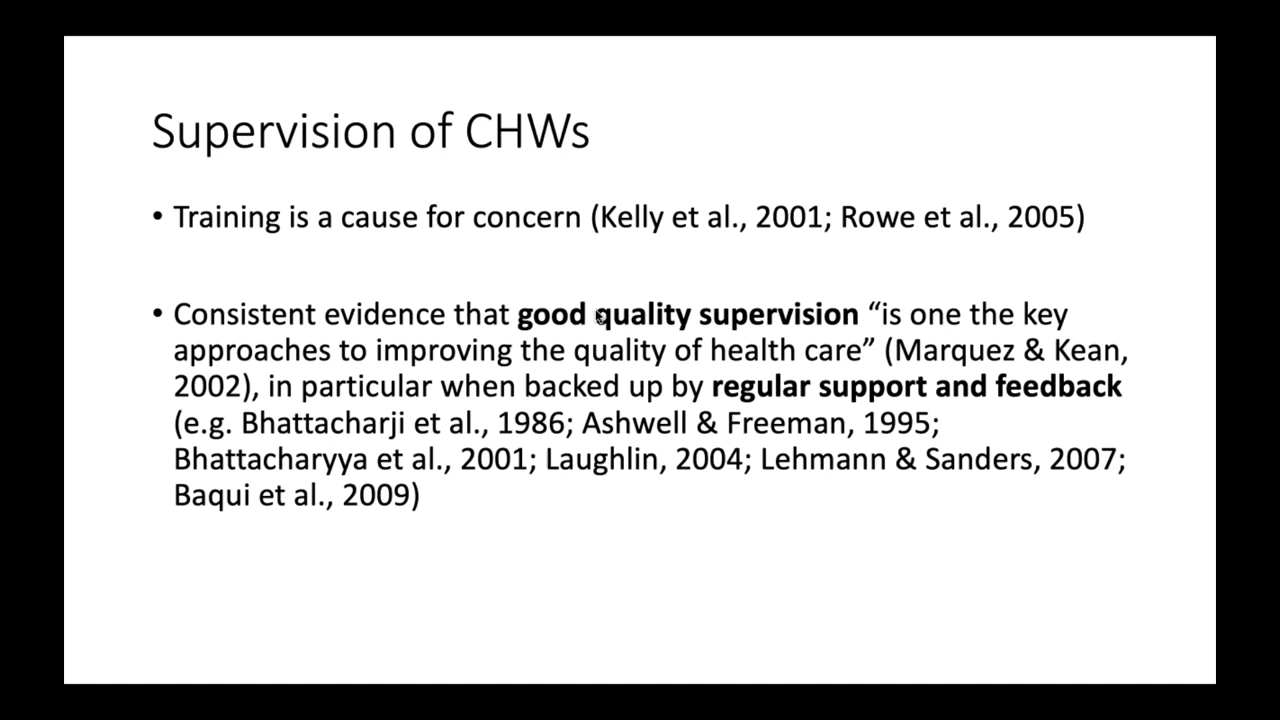 Supervision of CHWs
• Training is a cause for concern (Kelly et al., 2001; Rowe et al., 2005)
• Consistent evidence that good quality supervision “is one the key
approaches to improving the quality of health care” (Marquez & Kean,
2002), in particular when backed up by regular support and feedback
(e.g. Bhattacharji et al., 1986; Ashwell & Freeman, 1995;
Bhattacharyya et al., 2001; Laughlin, 2004; Lehmann & Sanders, 2007;
Baqui et al., 2009)